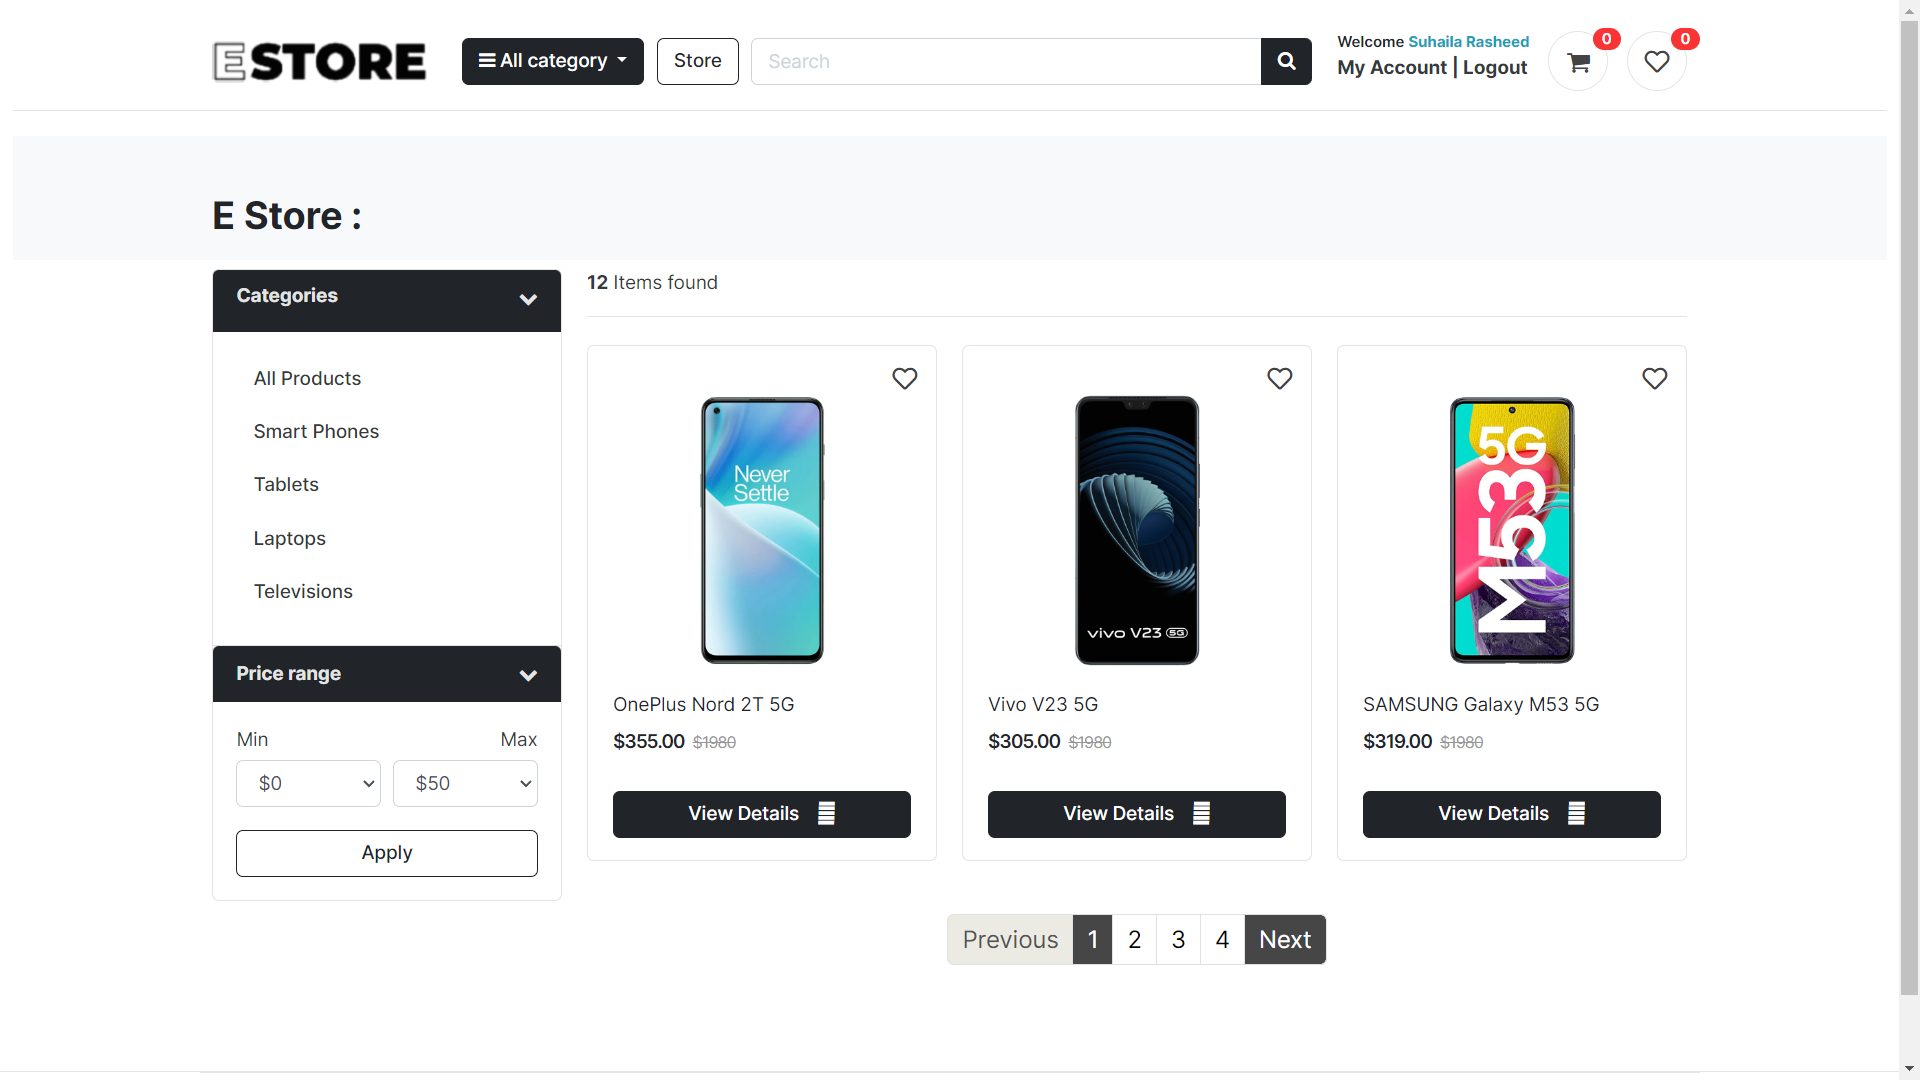 ESTORE
All category
Store
Search
Welcome Suhaila Rasheed
My Account | Logout
0
0
E Store :
Categories
All Products
Smart Phones
Tablets
Laptops
Televisions
Price range
Min Max
$0 $50
Apply
12 Items found
Never
Settle
OnePlus Nord 2T 5G
$355.00 $1980
View Details
vivo V23 5G
Vivo V23 5G
$305.00 $1980
View Details
5G
M53
SAMSUNG Galaxy M53 5G
$319.00 $1980
View Details
Previous 1 2 3 4 Next